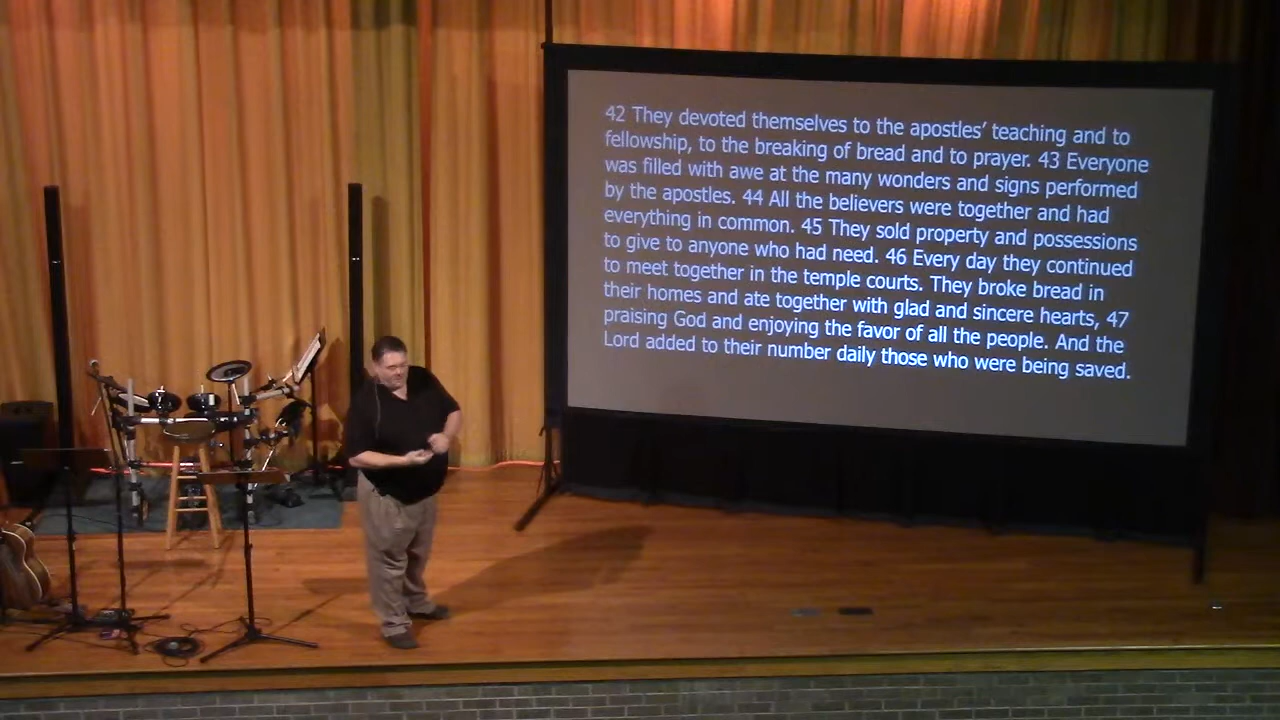 42 They devoted themselves to the apostles’ teaching and to
fellowship, to the breaking of bread and to prayer. 43 Everyone
was filled with awe at the many wonders and signs performed
by the apostles. 44 All the believers were together and had
everything in common. 45 They sold property and possessions
to give to anyone who had need. 46 Every day they continued
to meet together in the temple courts. They broke bread in
their homes and ate together with glad and sincere hearts, 47
praising God and enjoying the favor of all the people. And the
Lord added to their number daily those who were being saved.